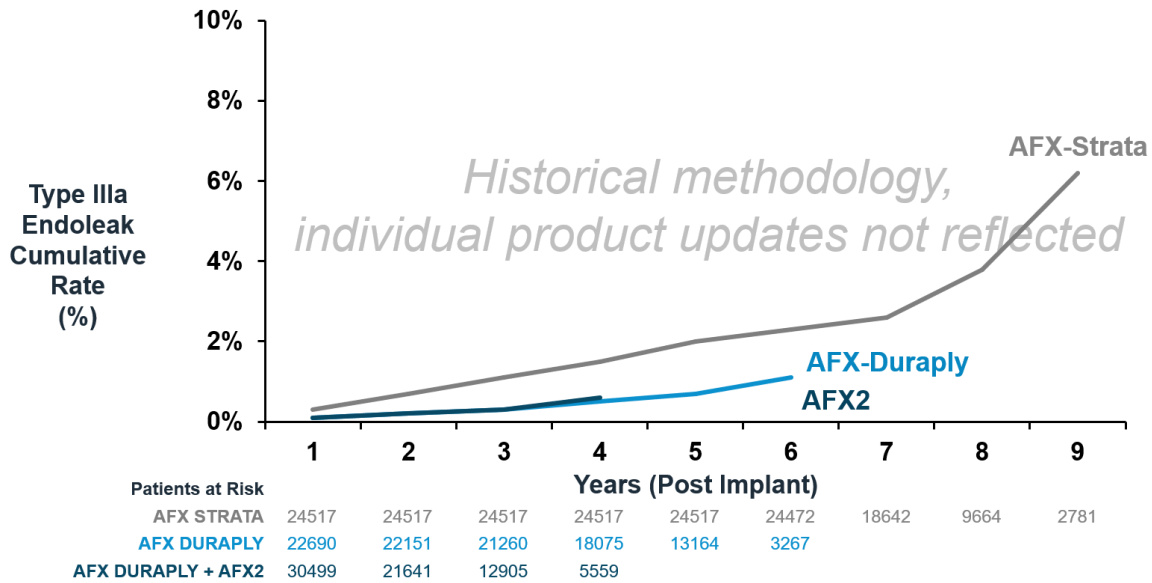 10%
8%
6%
4%
2%
0%
Type IIIa
Endoleak
Cumulative
Rate
(%)
Historical methodology,
individual product updates not reflected
AFX-Strata
AFX-Duraply
AFX2
1 2 3 4 5 6 7 8 9
Years (Post Implant)
Patients at Risk
AFX STRATA 24517 24517 24517 24517 24517 24472 18642 9664 2781
AFX DURAPLY 22690 22151 21260 18075 13164 3267
AFX DURAPLY + AFX2 30499 21641 12905 5559